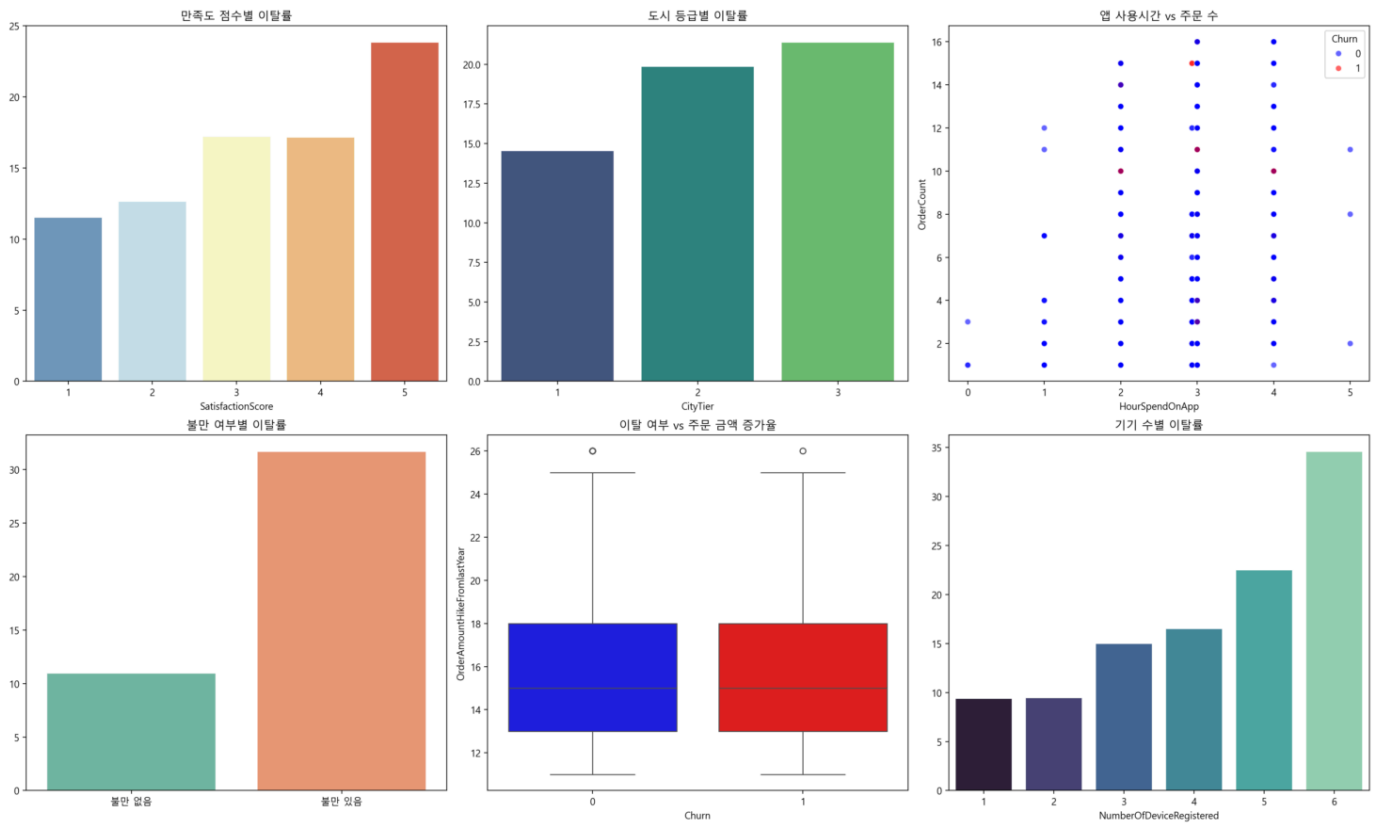 만족도 점수별 이탈률
25
20
15
10
5
0
1 2 3 4 5
SatisfactionScore
도시 등급별 이탈률
20.0
17.5
15.0
12.5
10.0
7.5
5.0
2.5
0.0
1 2 3
CityTier
앱 사용시간 vs 주문 수
Churn
0
1
OrderCount
16
14
12
10
8
6
4
2
0 1 2 3 4 5
HourSpendOnApp
불만 여부별 이탈률
30
25
20
15
10
5
0
불만 없음 불만 있음
이탈 여부 vs 주문 금액 증가율
OrderAmountHikeFromlastYear
26
24
22
20
18
16
14
12
0 1
Churn
기기 수별 이탈률
35
30
25
20
15
10
5
0
1 2 3 4 5 6
NumberOfDeviceRegistered